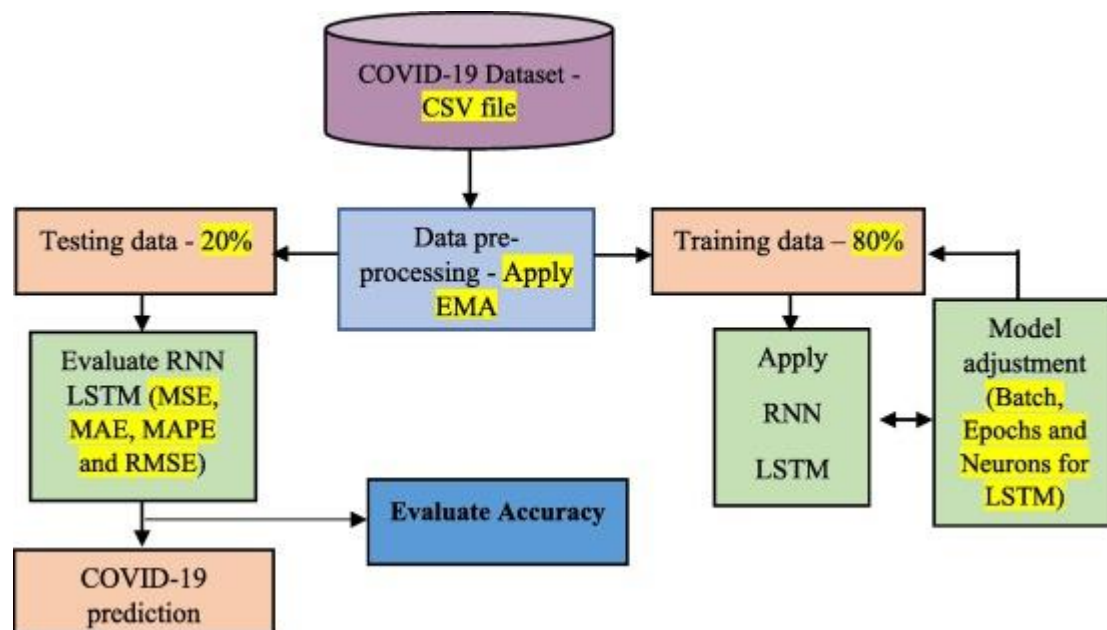 COVID-19 Dataset -
CSV file
Testing data - 20%
Data pre-
processing - Apply
EMA
Training data – 80%
Evaluate RNN
LSTM (MSE,
MAE, MAPE
and RMSE)
Apply
RNN
LSTM
Model
adjustment
(Batch,
Epochs and
Neurons for
LSTM)
Evaluate Accuracy
COVID-19
prediction